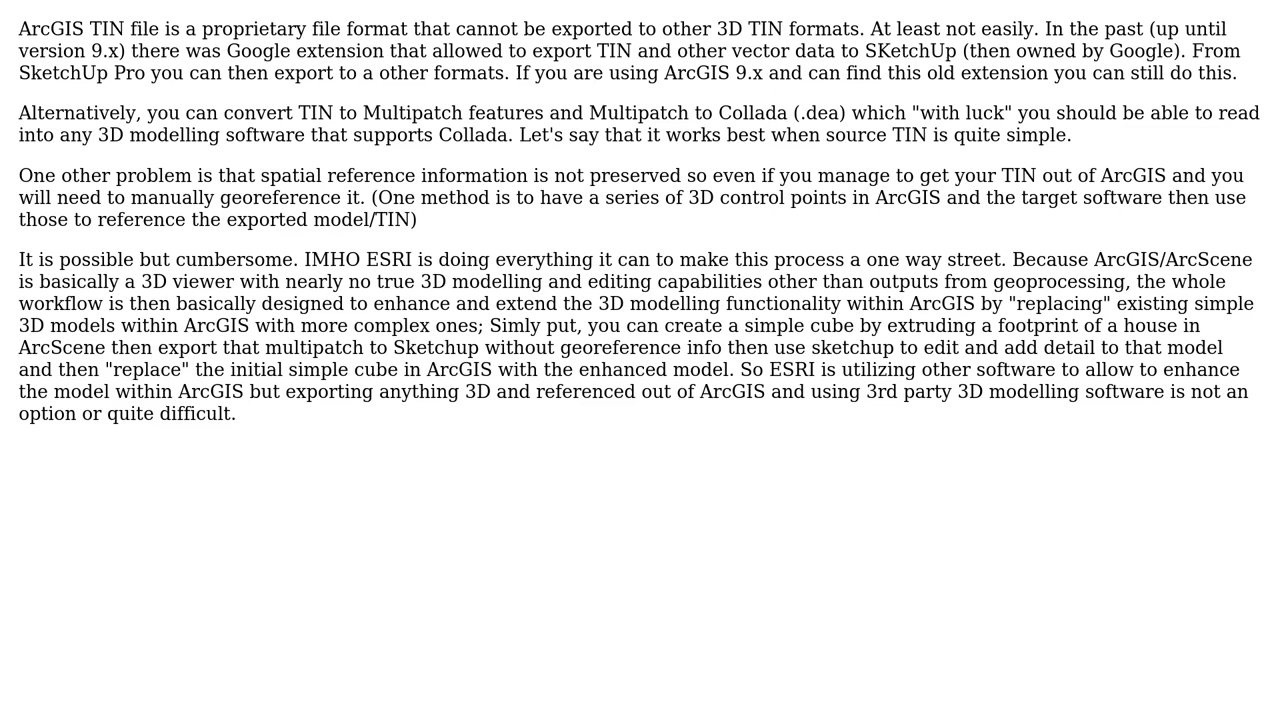 ArcGIS TIN file is a proprietary file format that cannot be exported to other 3D TIN formats. At least not easily. In the past (up until
version 9.x) there was Google extension that allowed to export TIN and other vector data to SKetchUp (then owned by Google). From
SketchUp Pro you can then export to a other formats. If you are using ArcGIS 9.x and can find this old extension you can still do this.
Alternatively, you can convert TIN to Multipatch features and Multipatch to Collada (.dea) which "with luck" you should be able to read
into any 3D modelling software that supports Collada. Let's say that it works best when source TIN is quite simple.
One other problem is that spatial reference information is not preserved so even if you manage to get your TIN out of ArcGIS and you
will need to manually georeference it. (One method is to have a series of 3D control points in ArcGIS and the target software then use
those to reference the exported model/TIN)
It is possible but cumbersome. IMHO ESRI is doing everything it can to make this process a one way street. Because ArcGIS/ArcScene
is basically a 3D viewer with nearly no true 3D modelling and editing capabilities other than outputs from geoprocessing, the whole
workflow is then basically designed to enhance and extend the 3D modelling functionality within ArcGIS by "replacing" existing simple
3D models within ArcGIS with more complex ones; Simly put, you can create a simple cube by extruding a footprint of a house in
ArcScene then export that multipatch to Sketchup without georeference info then use sketchup to edit and add detail to that model
and then "replace" the initial simple cube in ArcGIS with the enhanced model. So ESRI is utilizing other software to allow to enhance
the model within ArcGIS but exporting anything 3D and referenced out of ArcGIS and using 3rd party 3D modelling software is not an
option or quite difficult.